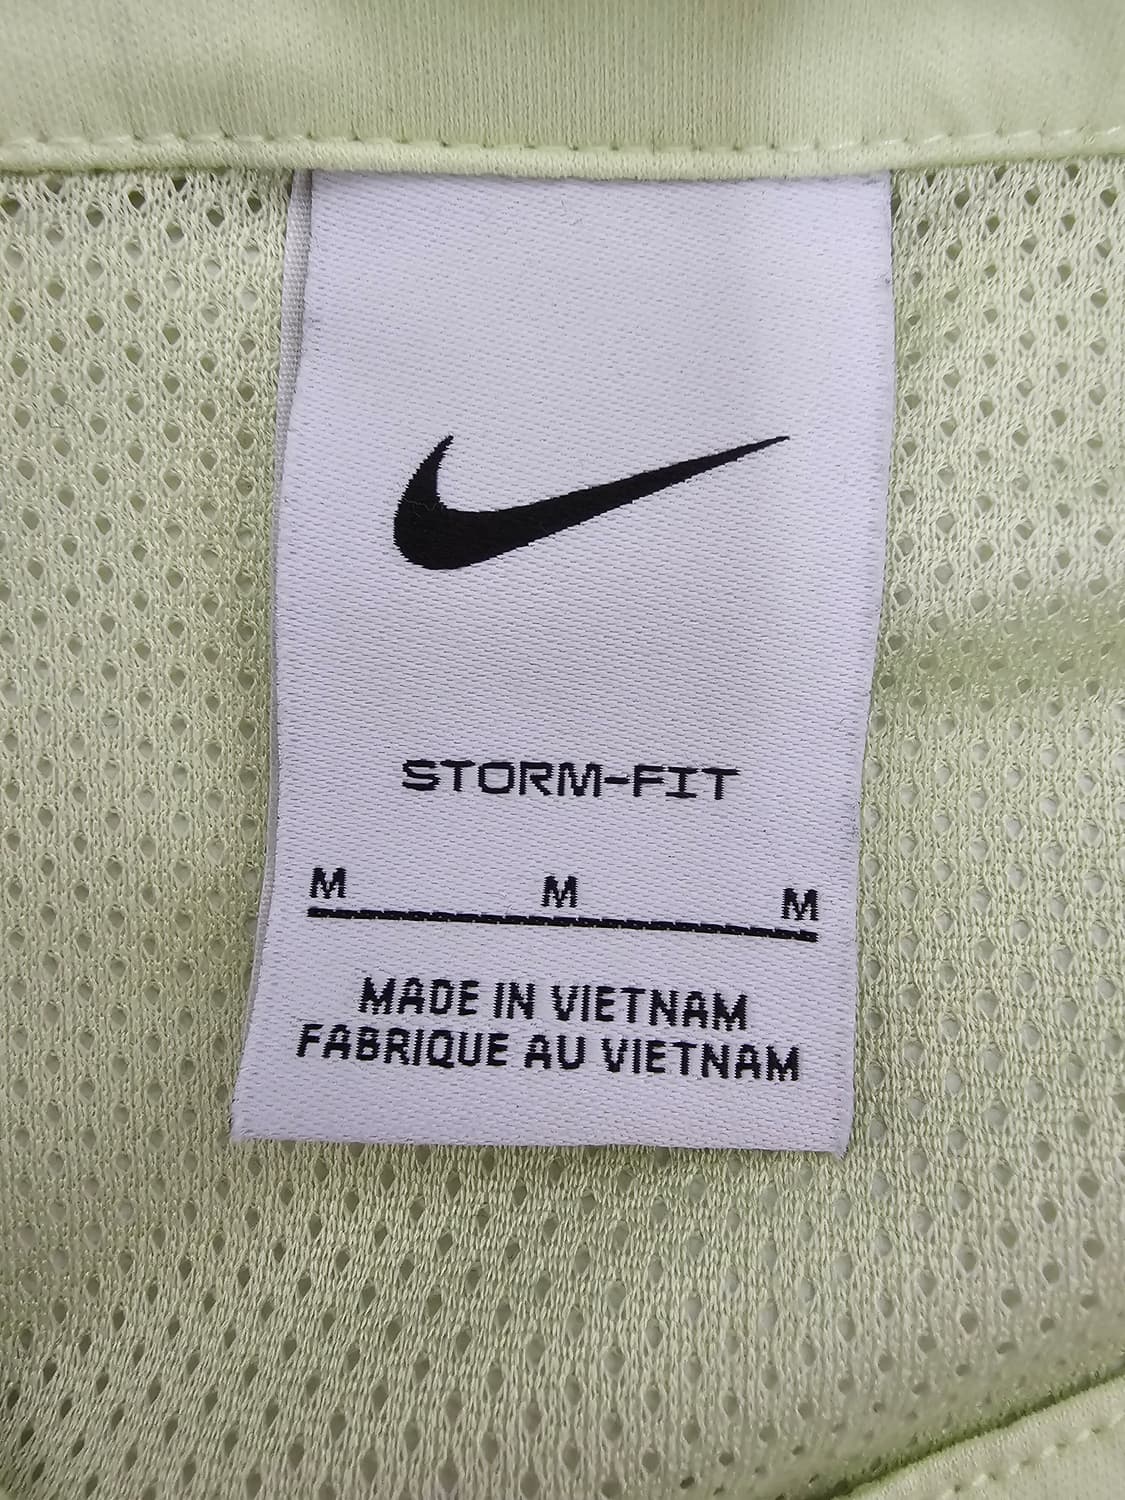 STORM-FIT
M M M
MADE IN VIETNAM
FABRIQUE AU VIETNAM